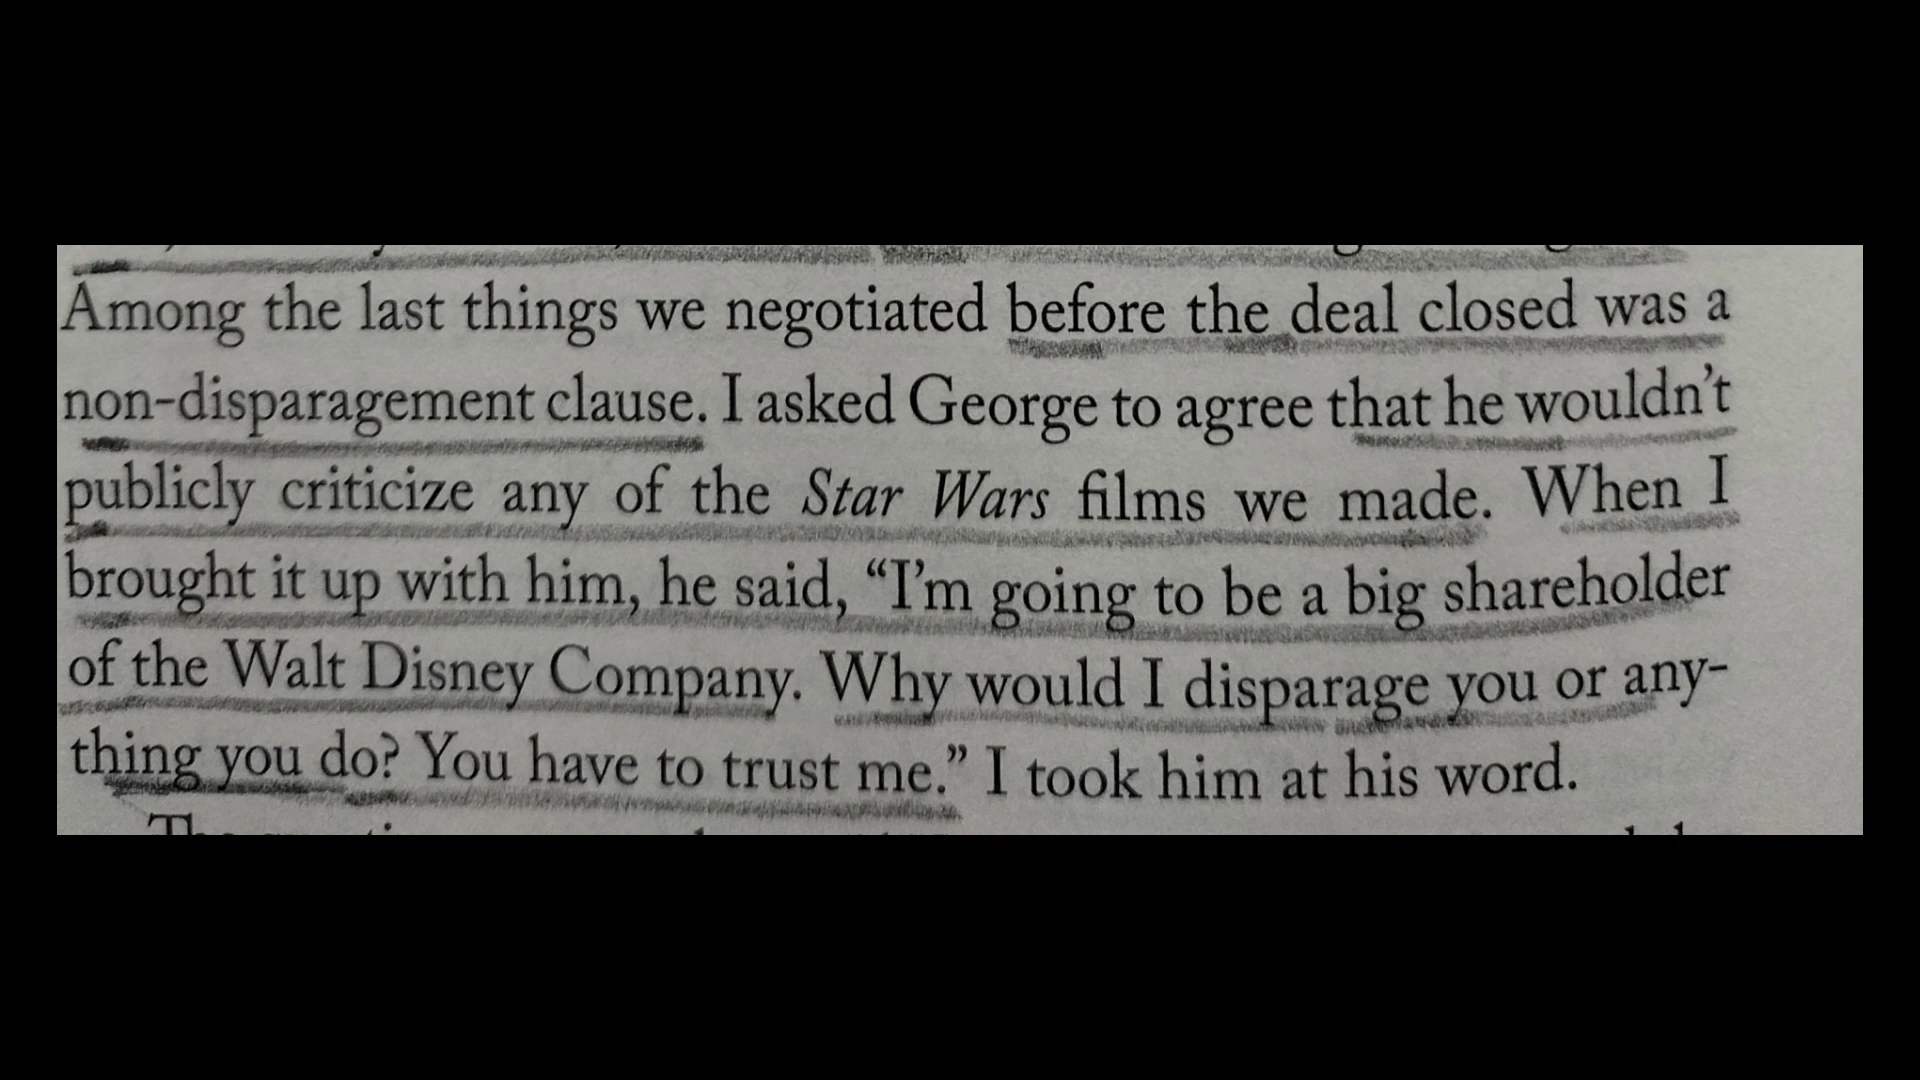 Among the last things we negotiated before the deal closed was a
non-disparagement clause. I asked George to agree that he wouldn't
publicly criticize any of the Star Wars films we made. When I
brought it up with him, he said, “I'm going to be a big shareholder
of the Walt Disney Company. Why would I disparage you or any-
thing you do? You have to trust me.” I took him at his word.